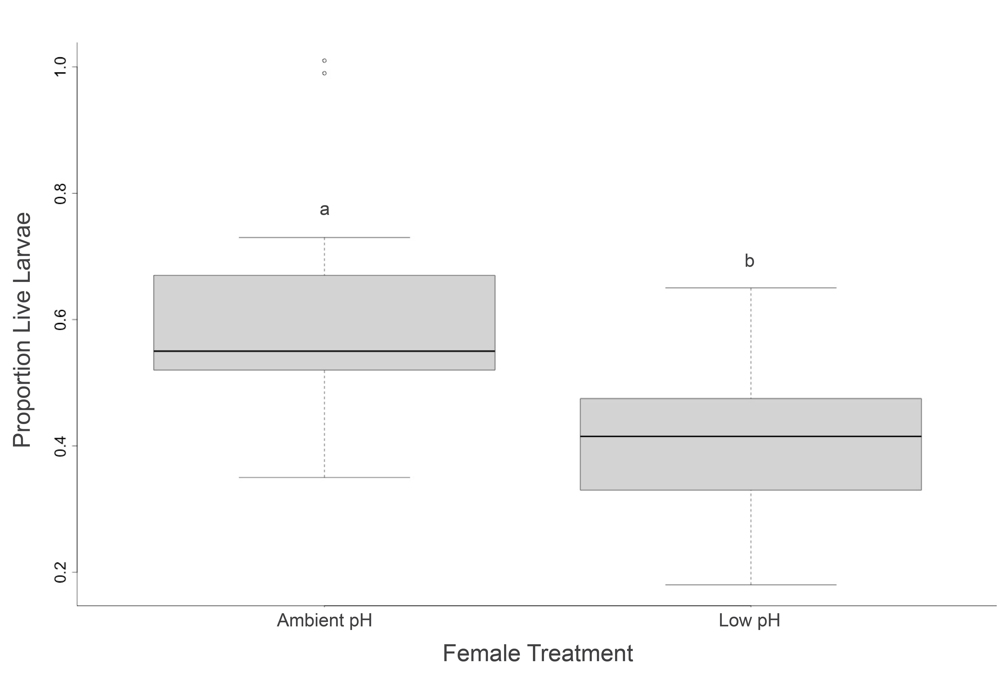 Proportion Live Larvae
1.0
0.8
0.6
0.4
0.2
a
b
Ambient pH
Low pH
Female Treatment